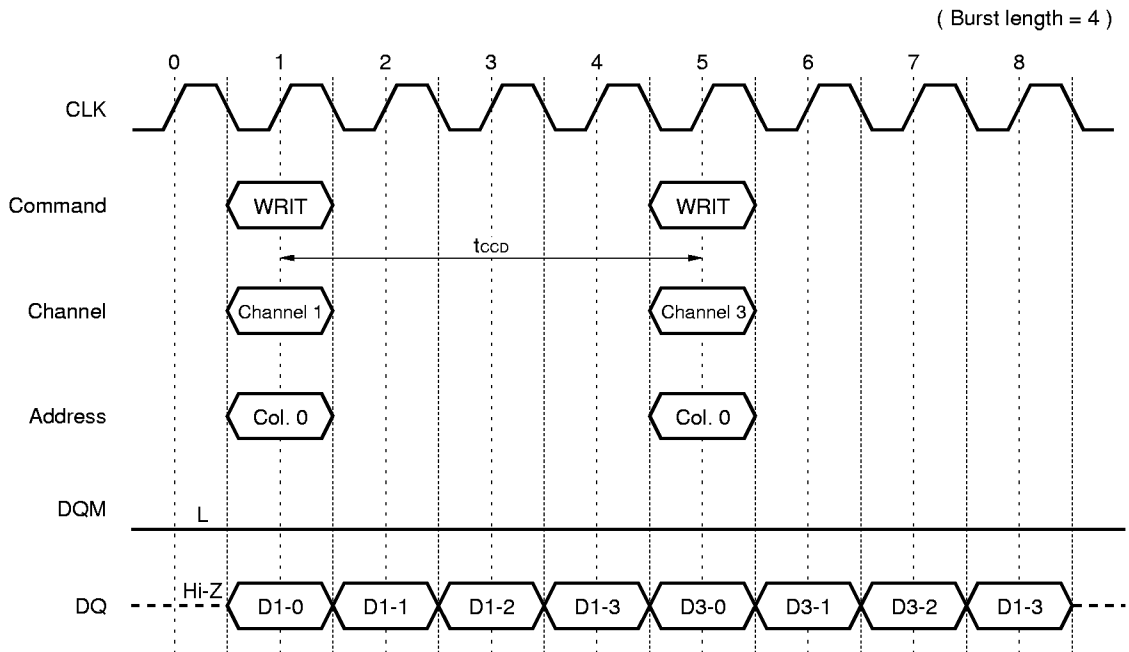 ( Burst length = 4 )
0 1 2 3 4 5 6 7 8
CLK
Command WRIT WRIT
tCCD
Channel Channel 1 Channel 3
Address Col. 0 Col. 0
DQM L
DQ Hi-Z D1-0 D1-1 D1-2 D1-3 D3-0 D3-1 D3-2 D1-3